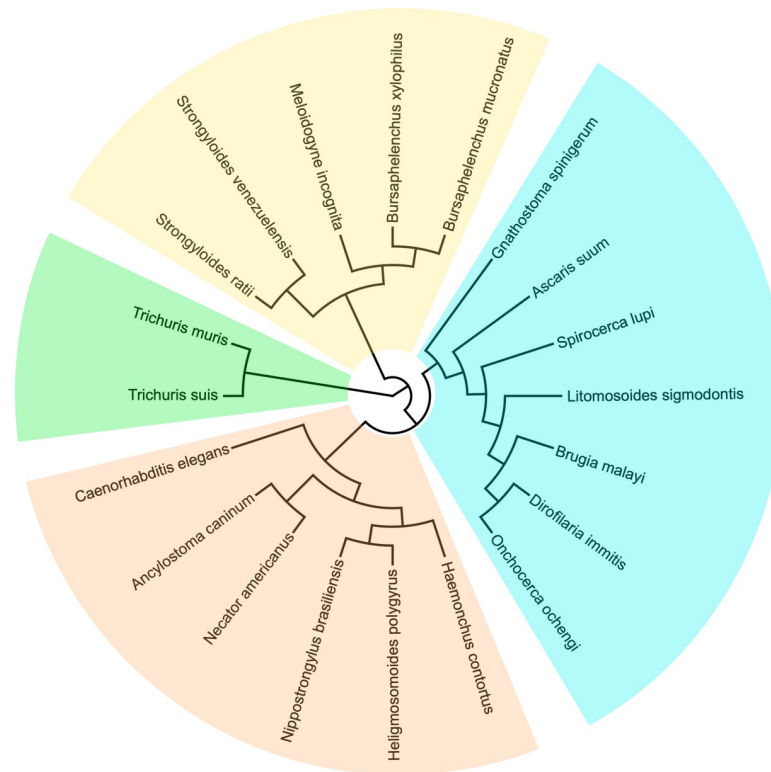 Strongyloides ratii
Strongyloides venezuelensis
Meloidogyne incognita
Bursaphelenchus xylophilus
Bursaphelenchus mucronatus
Gnathostoma spinigerum
Ascaris suum
Spirocerca lupi
Litomosoides sigmodontis
Brugia malayi
Dirofilaria immitis
Onchocerca ochengi
Haemonchus contortus
Heligmosomoides polygyrus
Nippostrongylus brasiliensis
Necator americanus
Ancylostoma caninum
Caenorhabditis elegans
Trichuris suis
Trichuris muris